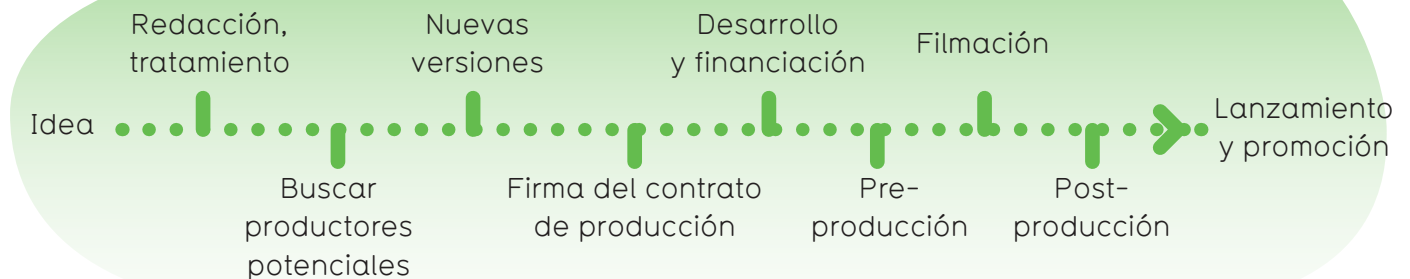 Redacción,
tratamiento
Nuevas
versiones
Desarrollo
y financiación
Filmación
Idea
Lanzamiento
y promoción
Buscar
productores
potenciales
Firma del contrato
de producción
Pre-
producción
Post-
producción